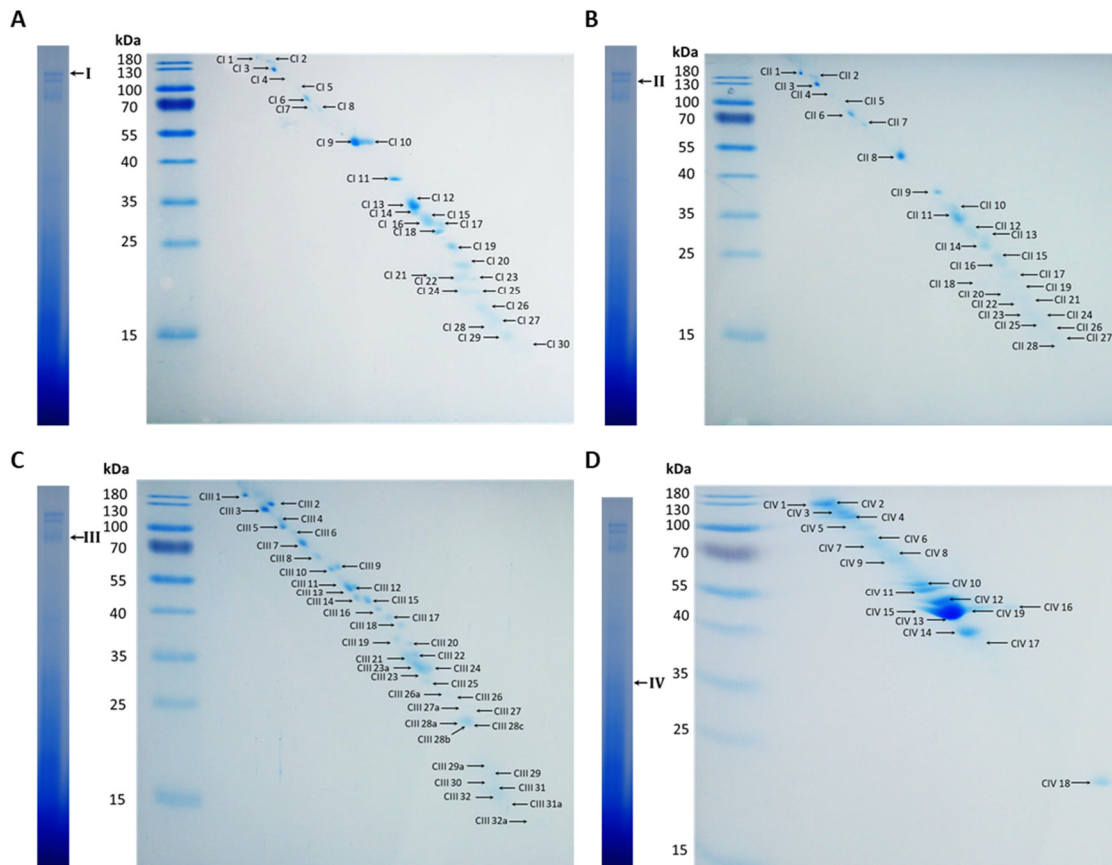 A
kDa
I
180
130
100
70
55
40
35
25
15
CI 1
CI 2
CI 3
CI 4
CI 5
CI 6
CI7
CI 8
CI 9
CI 10
CI 11
CI 12
CI 13
CI 14
CI 15
CI 16
CI 17
CI 18
CI 19
CI 20
CI 21
CI 22
CI 23
CI 24
CI 25
CI 26
CI 27
CI 28
CI 29
CI 30
B
kDa
II
180
130
100
70
55
40
35
25
15
CII 1
CII 2
CII 3
CII 4
CII 5
CII 6
CII 7
CII 8
CII 9
CII 10
CII 11
CII 12
CII 13
CII 14
CII 15
CII 16
CII 17
CII 18
CII 19
CII 20
CII 21
CII 22
CII 23
CII 24
CII 25
CII 26
CII 27
CII 28
C
kDa
III
180
130
100
70
55
40
35
25
15
CIII 1
CIII 2
CIII 3
CIII 4
CIII 5
CIII 6
CIII 7
CIII 8
CIII 9
CIII 10
CIII 11
CIII 12
CIII 13
CIII 14
CIII 15
CIII 16
CIII 17
CIII 18
CIII 19
CIII 20
CIII 21
CIII 22
CIII 23a
CIII 24
CIII 23
CIII 25
CIII 26a
CIII 26
CIII 27a
CIII 27
CIII 28a
CIII 28c
CIII 28b
CIII 29a
CIII 29
CIII 30
CIII 31
CIII 32
CIII 31a
CIII 32a
D
kDa
IV
180
130
100
70
55
40
35
25
15
CIV 1
CIV 2
CIV 3
CIV 4
CIV 5
CIV 6
CIV 7
CIV 8
CIV 9
CIV 10
CIV 11
CIV 12
CIV 15
CIV 16
CIV 19
CIV 13
CIV 14
CIV 17
CIV 18